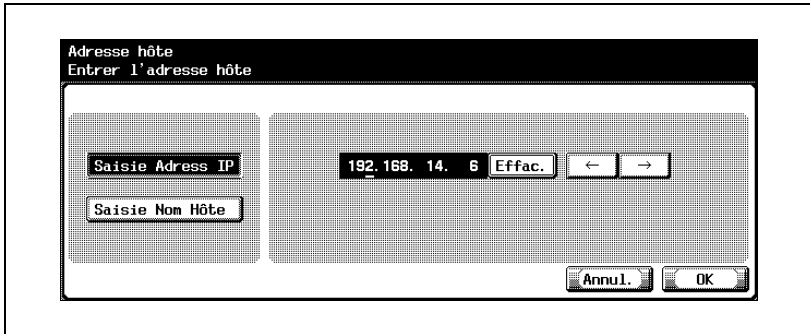 Adresse hôte
Entrer l'adresse hôte
Saisie Adress IP
192.168. 14. 6 Effac. ← →
Saisie Nom Hôte
Annul. OK